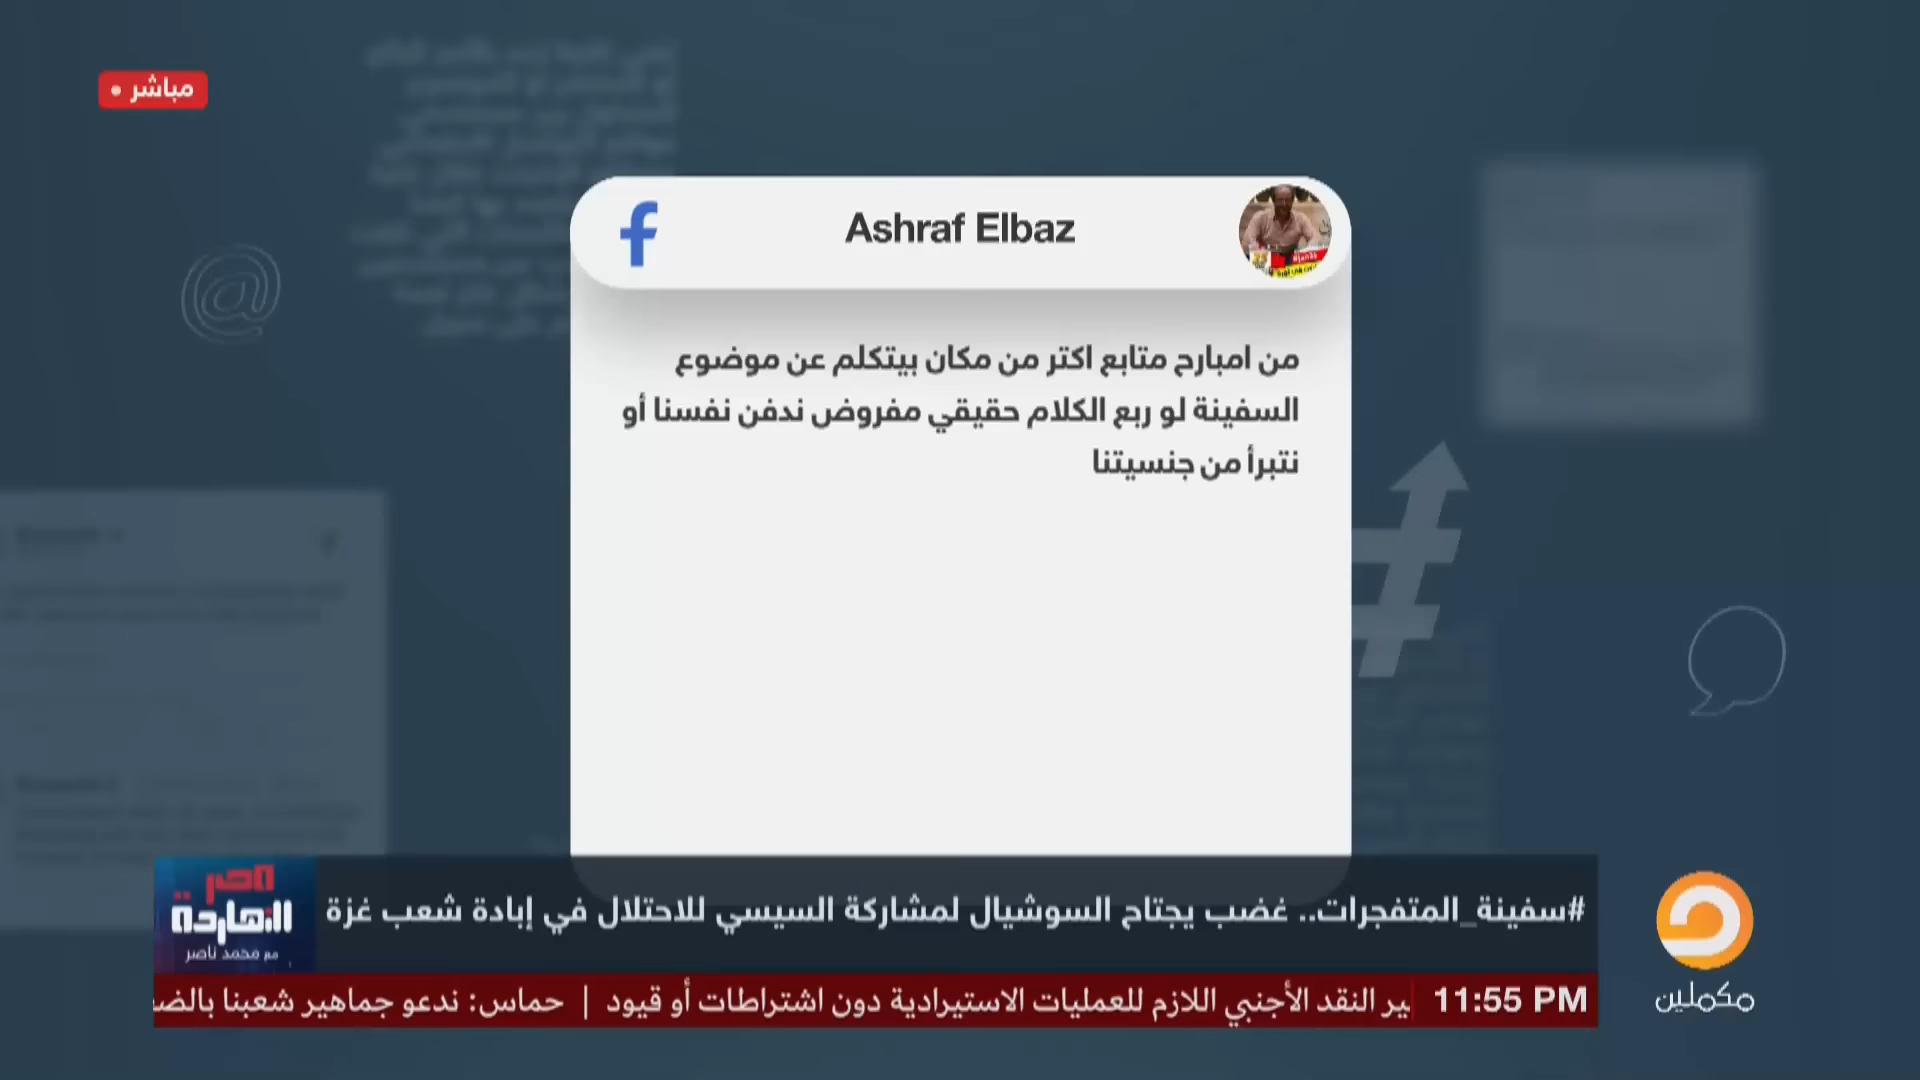 مباشر
Ashraf Elbaz
من امبارح متابع اكتر من مكان بيتكلم عن موضوع
السفينة لو ربع الكلام حقيقي مفروض ندفن نفسنا أو
نتبرأ من جنسيتنا
#سفينة_المتفجرات.. غضب يجتاح السوشيال لمشاركة السيسي للاحتلال في إبادة شعب غزة
مصر
النهاردة
مع محمد ناصر
11:55 PM
ير النقد الأجنبي اللازم للعمليات الاستيرادية دون اشتراطات أو قيود | حماس: ندعو جماهير شعبنا بالض
مكملين